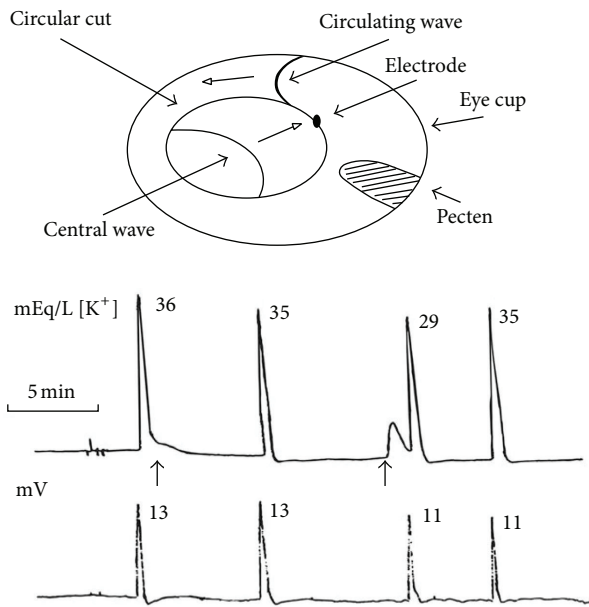 Circular cut
Circulating wave
Electrode
Eye cup
Central wave
Pecten
mEq/L [K⁺]
36
35
29
35
5 min
mV
13
13
11
11